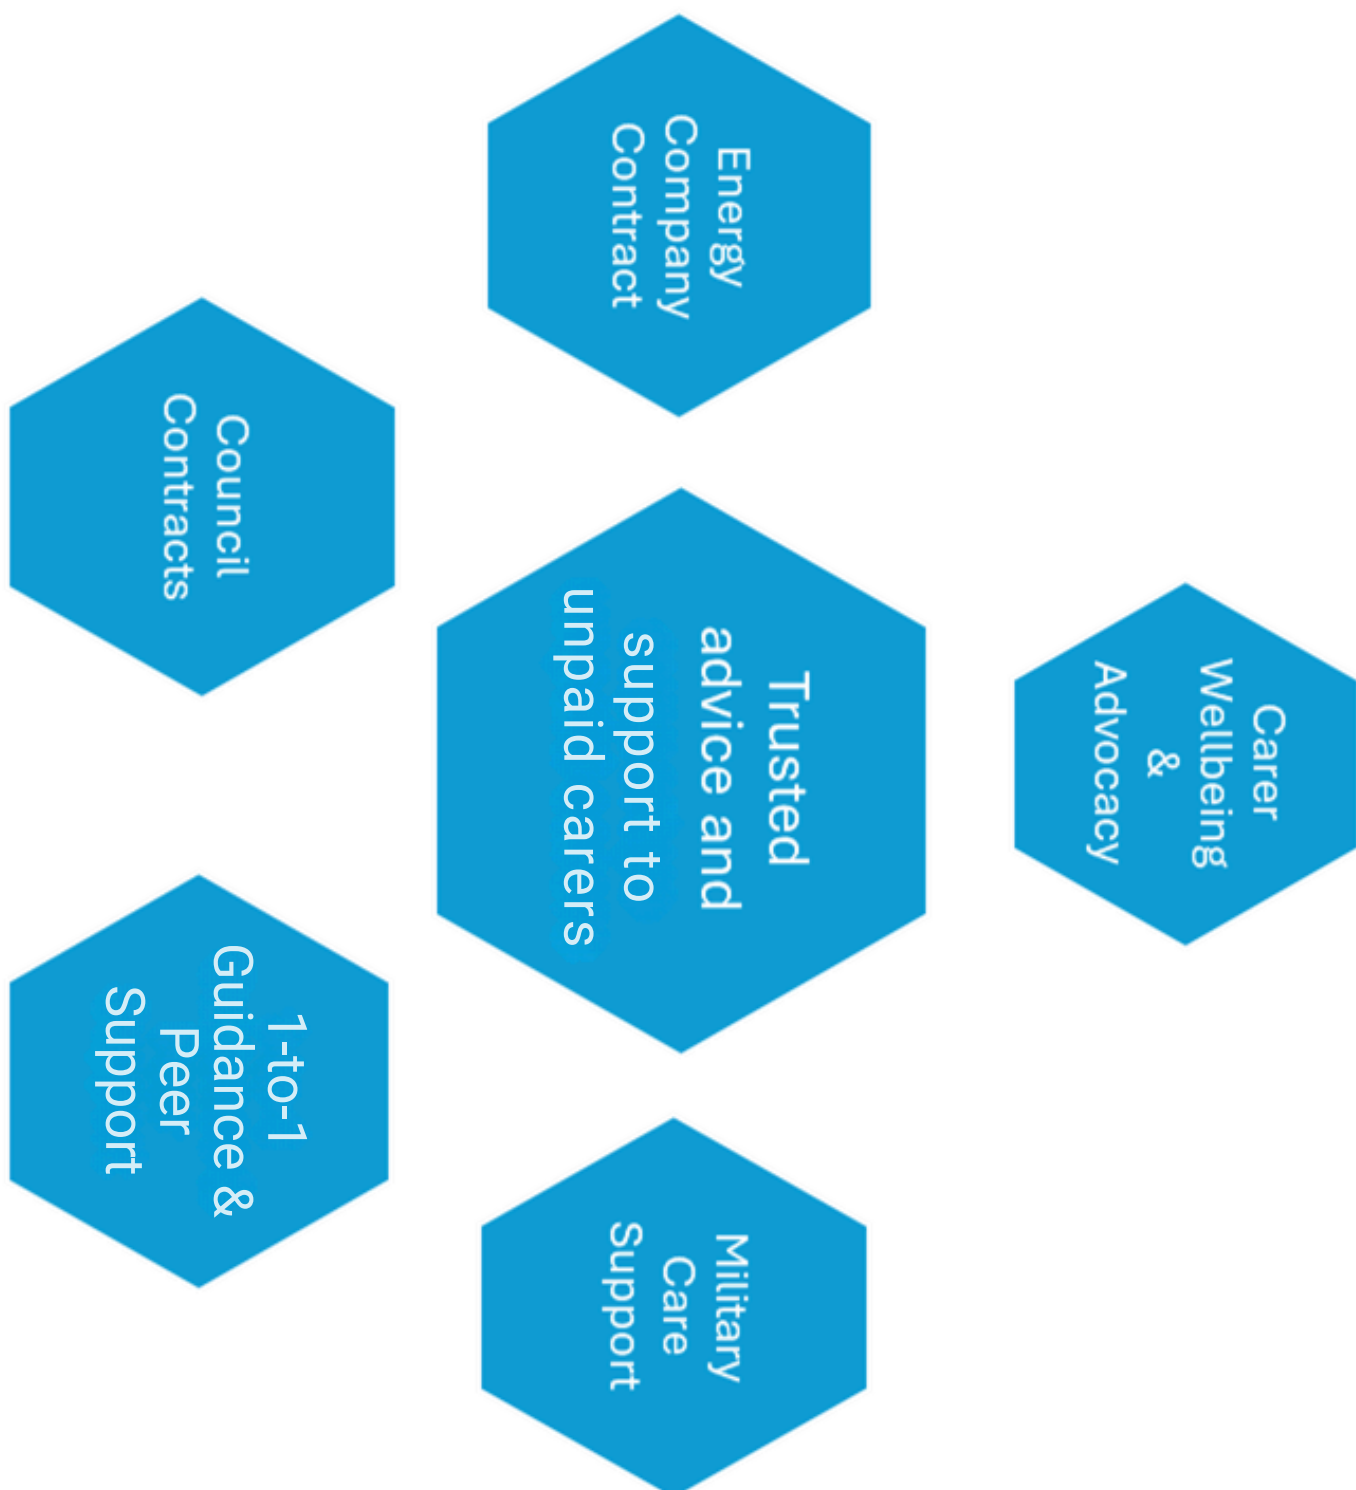 Carer
Wellbeing
&
Advocacy
Energy
Company
Contract
Trusted
advice and
support to
unpaid carers
Military
Care
Support
Council
Contracts
1-to-1
Guidance &
Peer
Support